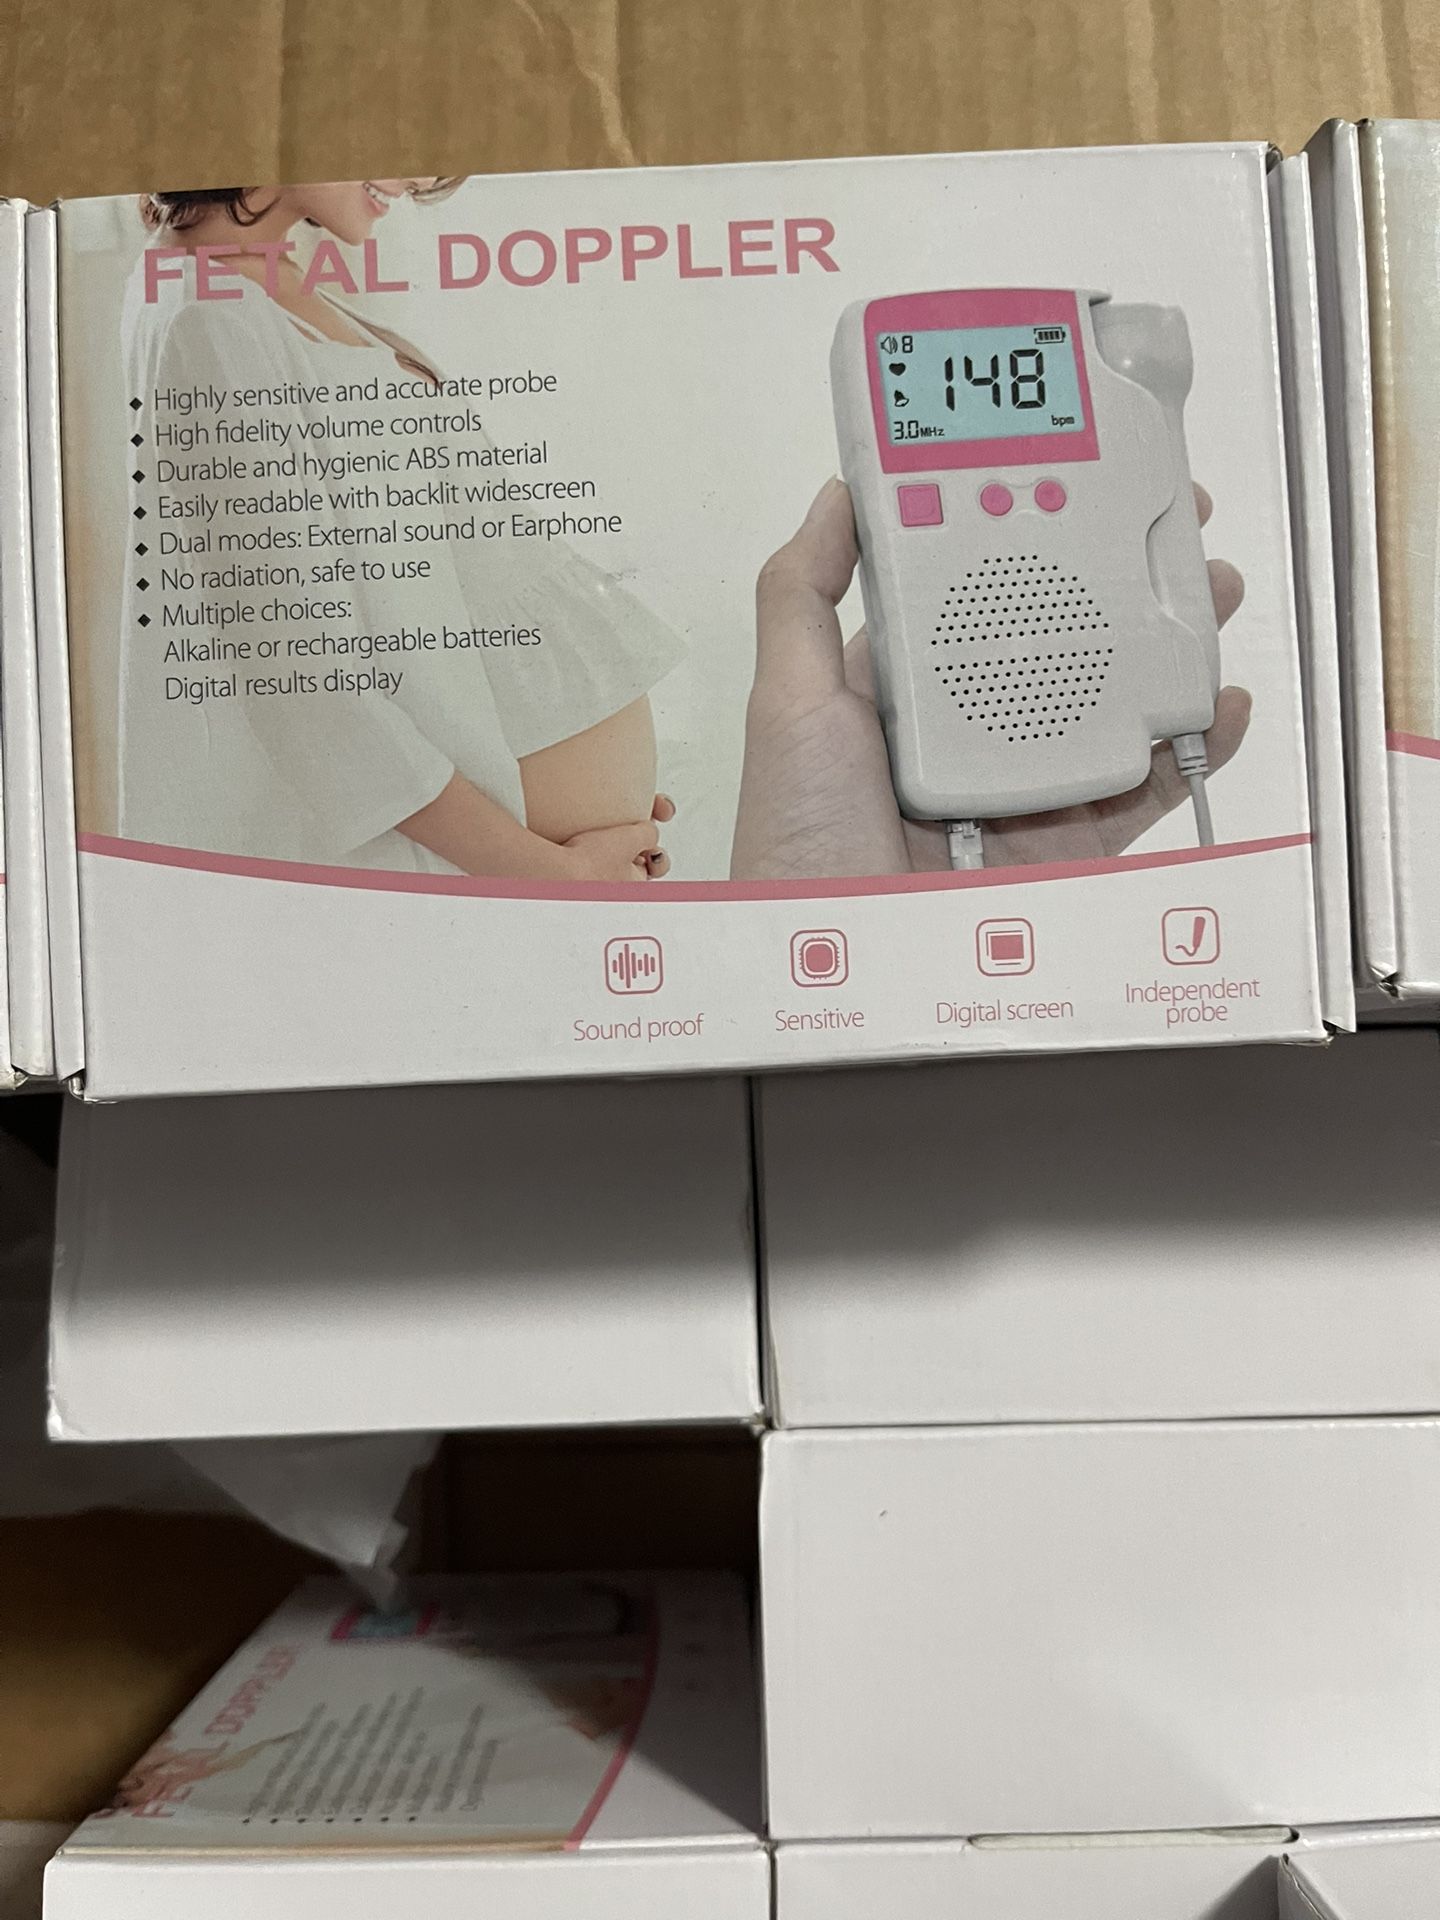 FETAL DOPPLER
Highly sensitive and accurate probe
High fidelity volume controls
Durable and hygienic ABS material
Easily readable with backlit widescreen
Dual modes: External sound or Earphone
No radiation, safe to use
Multiple choices:
Alkaline or rechargeable batteries
Digital results display
8
148
3.0MHz
bpm
Sound proof
Sensitive
Digital screen
Independent
probe
FETAL DOPPLER